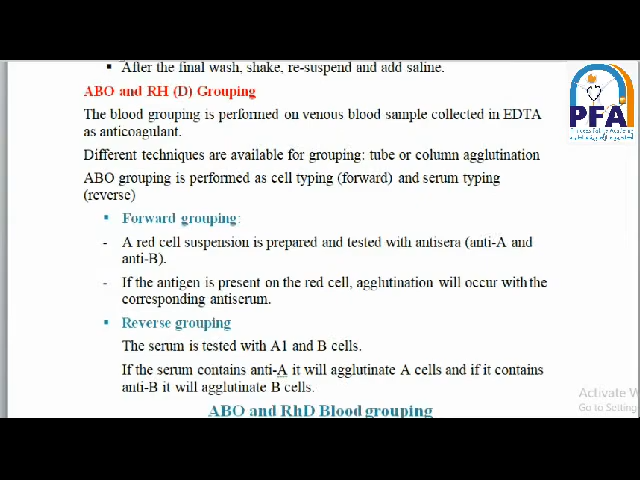 ▪ After the final wash, shake, re-suspend and add saline.
ABO and RH (D) Grouping
The blood grouping is performed on venous blood sample collected in EDTA
as anticoagulant.
Different techniques are available for grouping: tube or column agglutination
ABO grouping is performed as cell typing (forward) and serum typing
(reverse)
▪ Forward grouping:
- A red cell suspension is prepared and tested with antisera (anti-A and
anti-B).
- If the antigen is present on the red cell, agglutination will occur with the
corresponding antiserum.
▪ Reverse grouping
The serum is tested with A1 and B cells.
If the serum contains anti-A it will agglutinate A cells and if it contains
anti-B it will agglutinate B cells.
ABO and RhD Blood grouping
PFA
Activate W
Go to Setting